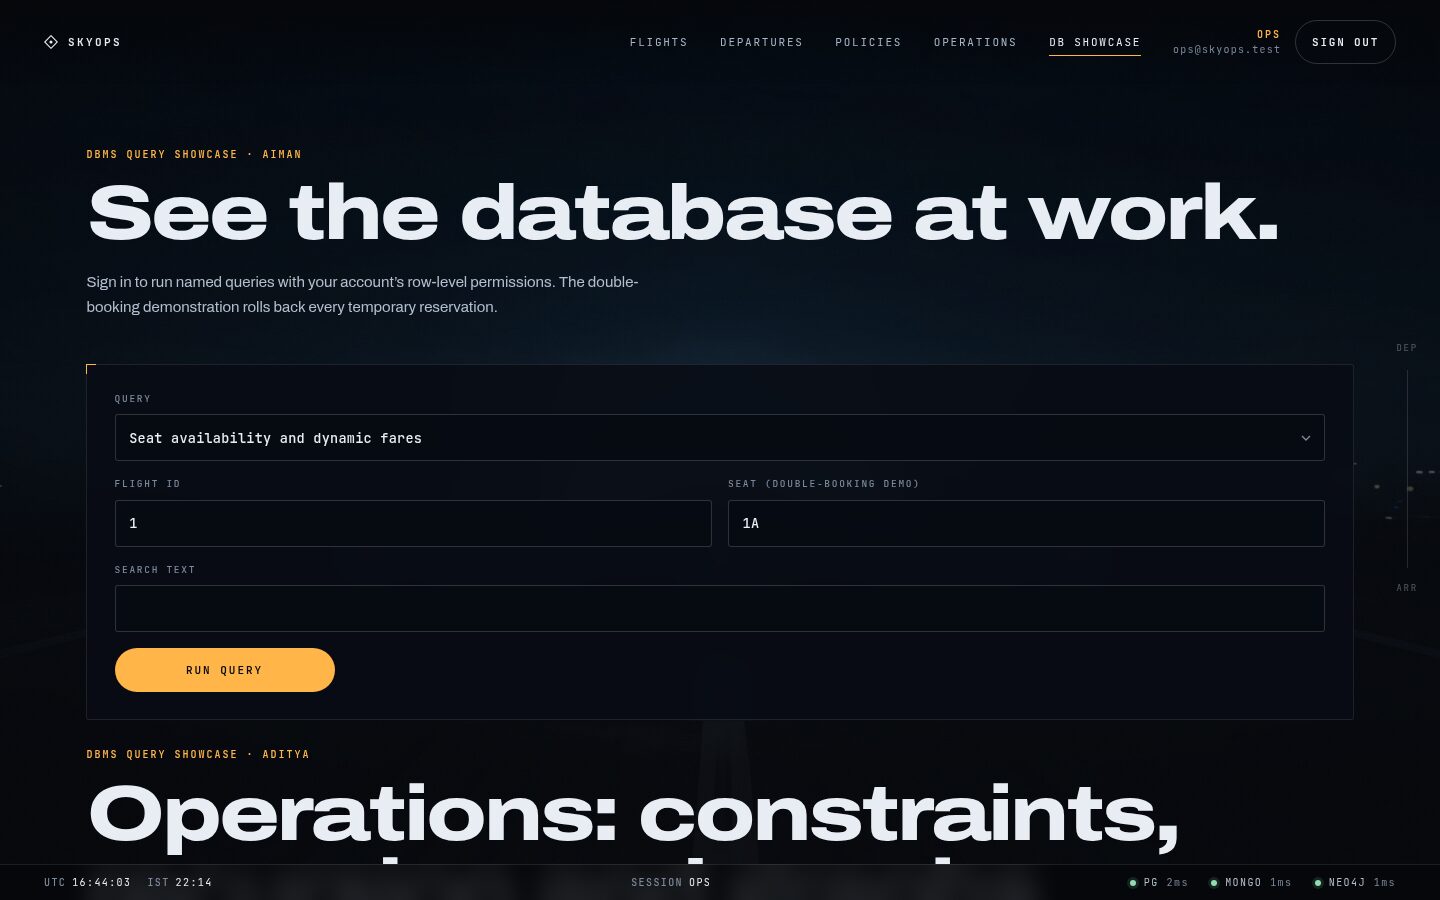 SKYOPS
FLIGHTS DEPARTURES POLICIES OPERATIONS DB SHOWCASE
OPS
ops@skyops.test
SIGN OUT
DBMS QUERY SHOWCASE · AIMAN
See the database at work.
Sign in to run named queries with your account's row-level permissions. The double-
booking demonstration rolls back every temporary reservation.
DEP
QUERY
Seat availability and dynamic fares
FLIGHT ID
SEAT (DOUBLE-BOOKING DEMO)
1
1A
SEARCH TEXT
ARR
RUN QUERY
DBMS QUERY SHOWCASE · ADITYA
Operations: constraints,
UTC 16:44:03 IST 22:14
SESSION OPS
PG 2ms MONGO 1ms NEO4J 1ms